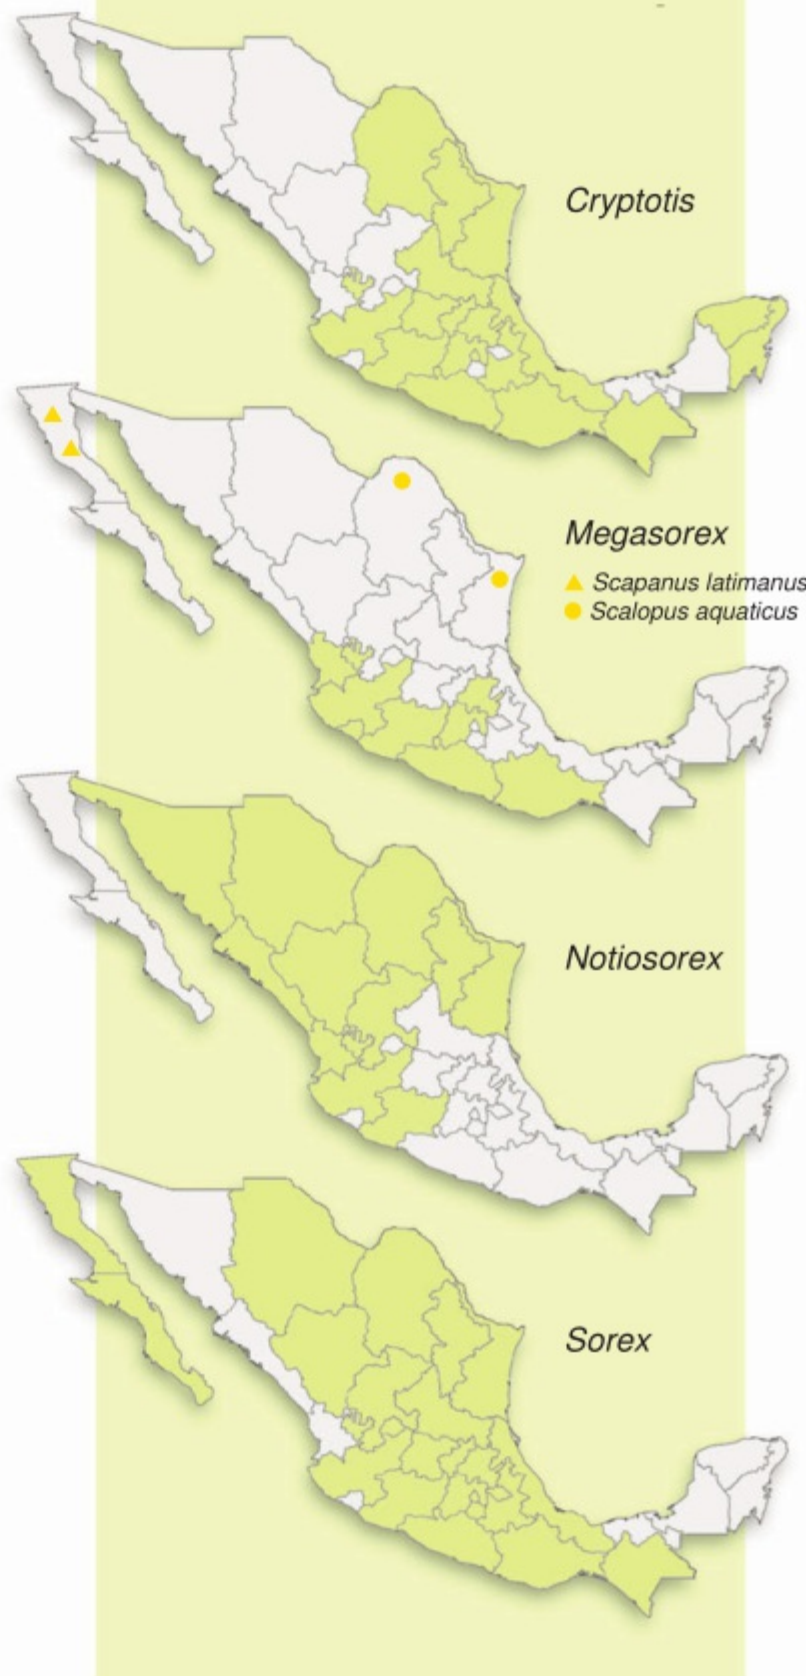 Cryptotis
Megasorex
Scapanus latimanus
Scalopus aquaticus
Notiosorex
Sorex